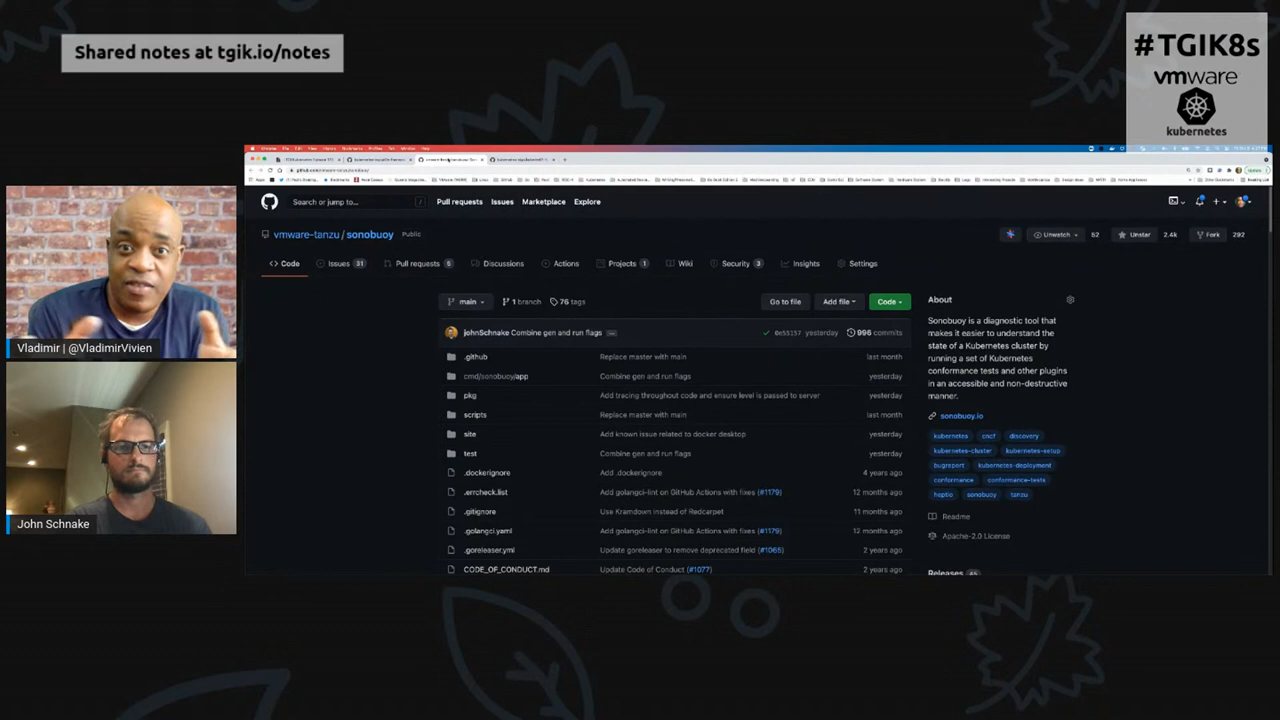 Shared notes at tgik.io/notes
#TGIK8s
vmware
kubernetes
Search or jump to... /
Pull requests Issues Marketplace Explore
vmware-tanzu / sonobuoy Public
Unwatch 52 Unstar 2.4k Fork 292
Code Issues 31 Pull requests 5 Discussions Actions Projects 1 Wiki Security 3 Insights Settings
main 1 branch 76 tags Go to file Add file Code
johnSchnake Combine gen and run flags ... 0c55157 yesterday 996 commits
.github Replace master with main last month
cmd/sonobuoy/app Combine gen and run flags yesterday
pkg Add tracing throughout code and ensure level is passed to server yesterday
scripts Replace master with main last month
site Add known issue related to docker desktop yesterday
test Combine gen and run flags yesterday
.dockerignore Add .dockerignore 4 years ago
.errcheck.list Add golangci-lint on GitHub Actions with fixes (#1179) 12 months ago
.gitignore Use Kramdown instead of Redcarpet 11 months ago
.golangci.yaml Add golangci-lint on GitHub Actions with fixes (#1179) 12 months ago
.goreleaser.yml Update goreleaser to remove deprecated field (#1065) 2 years ago
CODE_OF_CONDUCT.md Update Code of Conduct (#1077) 2 years ago
About
Sonobuoy is a diagnostic tool that
makes it easier to understand the
state of a Kubernetes cluster by
running a set of Kubernetes
conformance tests and other plugins
in an accessible and non-destructive
manner.
sonobuoy.io
kubernetes cncf discovery
kubernetes-cluster kubernetes-setup
bugreport kubernetes-deployment
conformance conformance-tests
heptio sonobuoy tanzu
Readme
Apache-2.0 License
Releases 45
Vladimir | @VladimirVivien
John Schnake